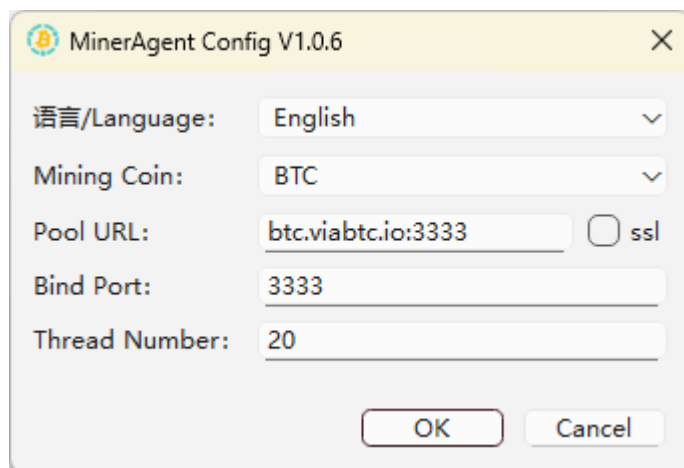 MinerAgent Config V1.0.6
语言/Language: English
Mining Coin: BTC
Pool URL: btc.viabtc.io:3333 ssl
Bind Port: 3333
Thread Number: 20
OK Cancel